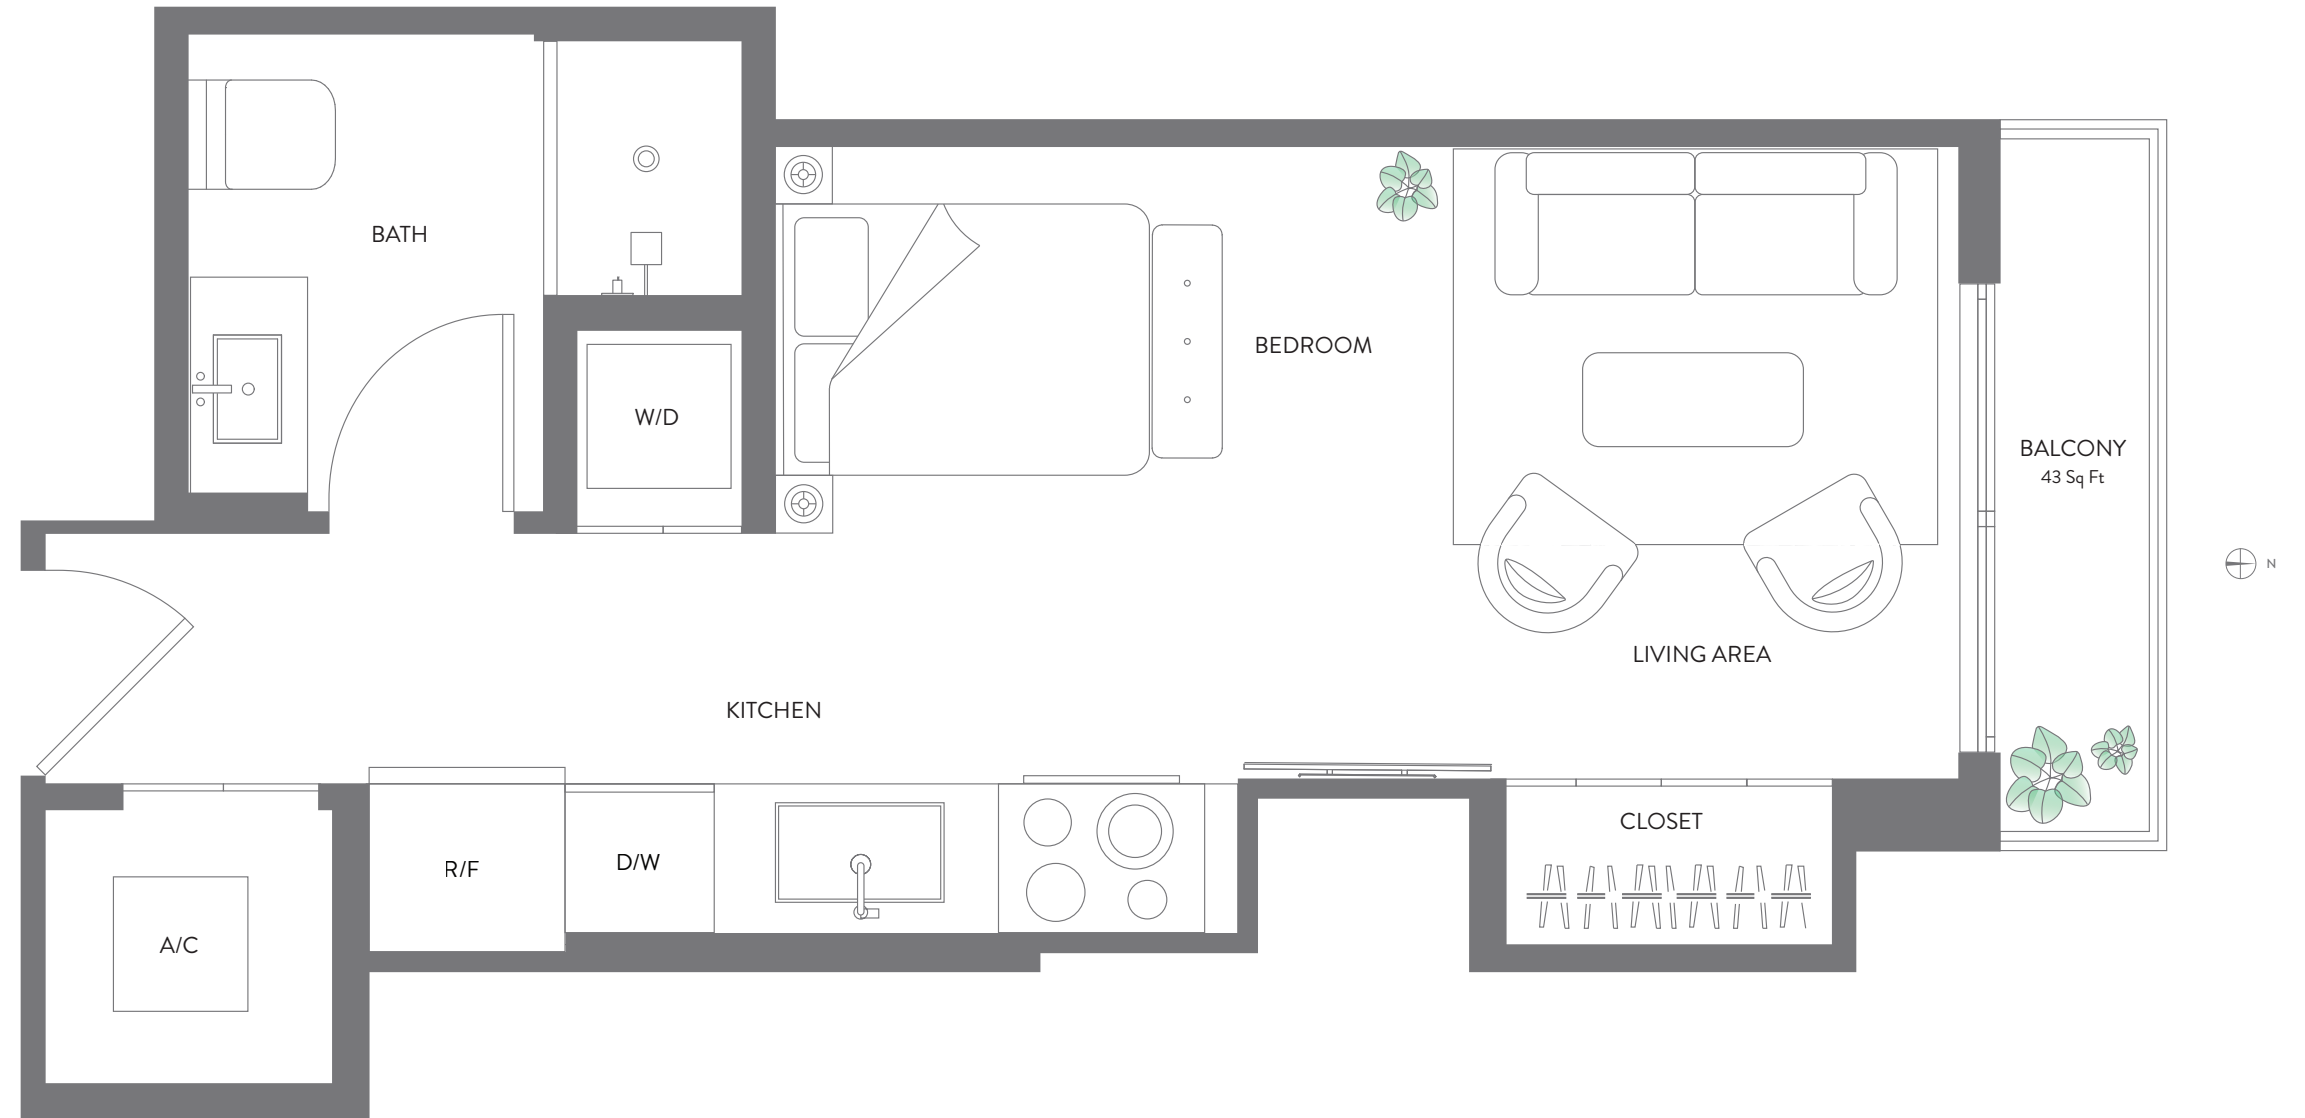 BATH
W/D
BEDROOM
BALCONY
43 Sq Ft
N
LIVING AREA
KITCHEN
CLOSET
R/F
D/W
A/C